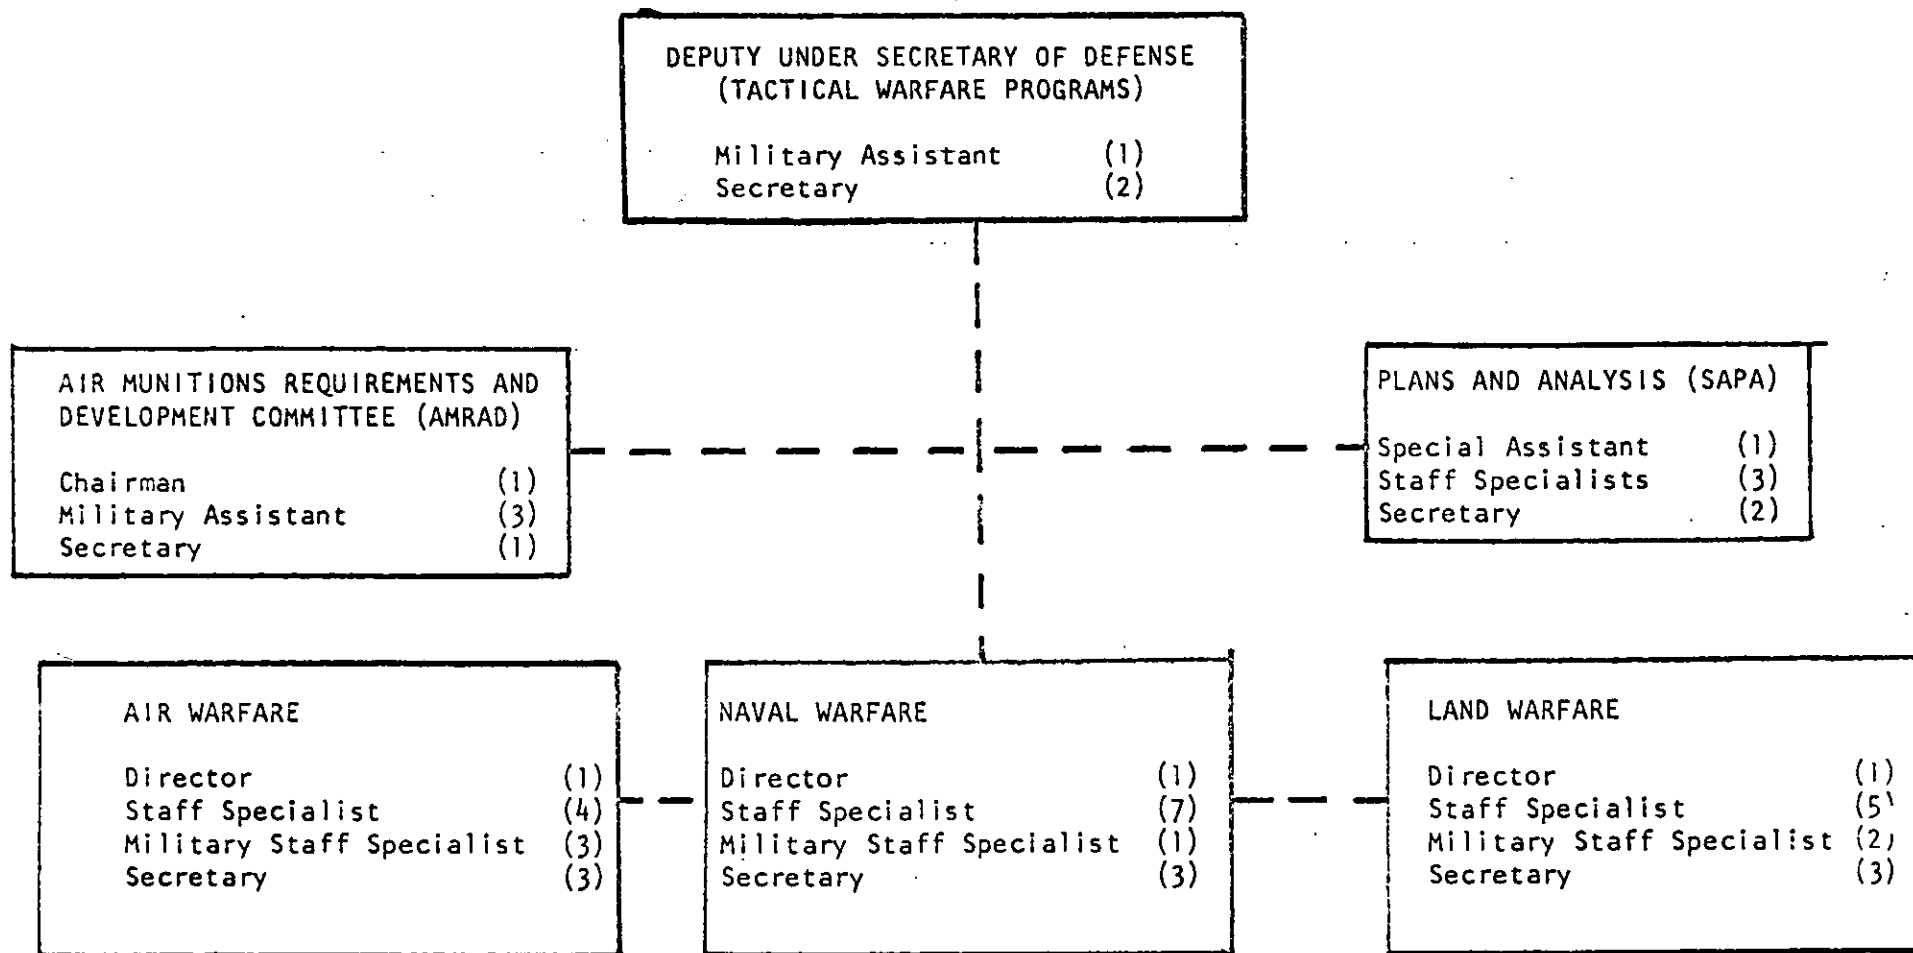 DEPUTY UNDER SECRETARY OF DEFENSE
(TACTICAL WARFARE PROGRAMS)
Military Assistant (1)
Secretary (2)
AIR MUNITIONS REQUIREMENTS AND
DEVELOPMENT COMMITTEE (AMRAD)
Chairman (1)
Military Assistant (3)
Secretary (1)
PLANS AND ANALYSIS (SAPA)
Special Assistant (1)
Staff Specialists (3)
Secretary (2)
AIR WARFARE
Director (1)
Staff Specialist (4)
Military Staff Specialist (3)
Secretary (3)
NAVAL WARFARE
Director (1)
Staff Specialist (7)
Military Staff Specialist (1)
Secretary (3)
LAND WARFARE
Director (1)
Staff Specialist (5)
Military Staff Specialist (2)
Secretary (3)